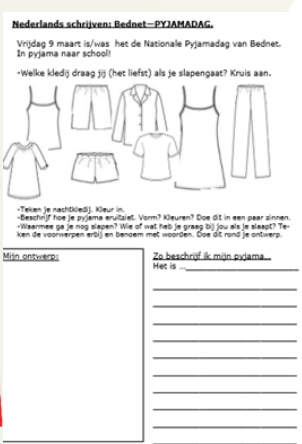 Nederlands schrijven: Bednet—PYJAMADAG.
Vrijdag 9 maart is/was het de Nationale Pyjamadag van Bednet.
In pyjama naar school!
-Welke kledij draag jij (het liefst) als je slapengaat? Kruis aan.
-Teken je nachtkledij. Kleur in.
-Beschrijf hoe je pyjama eruitziet. Vorm? Kleuren? Doe dit in een paar zinnen.
-Waarmee ga je nog slapen? Wie of wat heb je graag bij jou als je slaapt? Te-
ken de voorwerpen erbij en benoem met woorden. Doe dit rond je ontwerp.
Mijn ontwerp:
Zo beschrijf ik mijn pyjama...
Het is ...